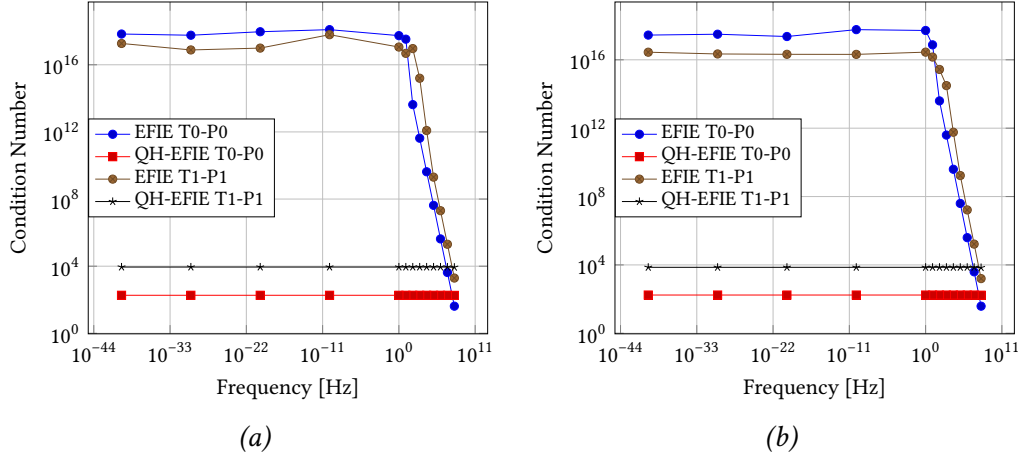 10^16
10^12
10^8
10^4
10^0
Condition Number
EFIE T0-P0
QH-EFIE T0-P0
EFIE T1-P1
QH-EFIE T1-P1
10^−44 10^−33 10^−22 10^−11 10^0 10^11
Frequency [Hz]
(a)
10^16
10^12
10^8
10^4
10^0
Condition Number
EFIE T0-P0
QH-EFIE T0-P0
EFIE T1-P1
QH-EFIE T1-P1
10^−44 10^−33 10^−22 10^−11 10^0 10^11
Frequency [Hz]
(b)